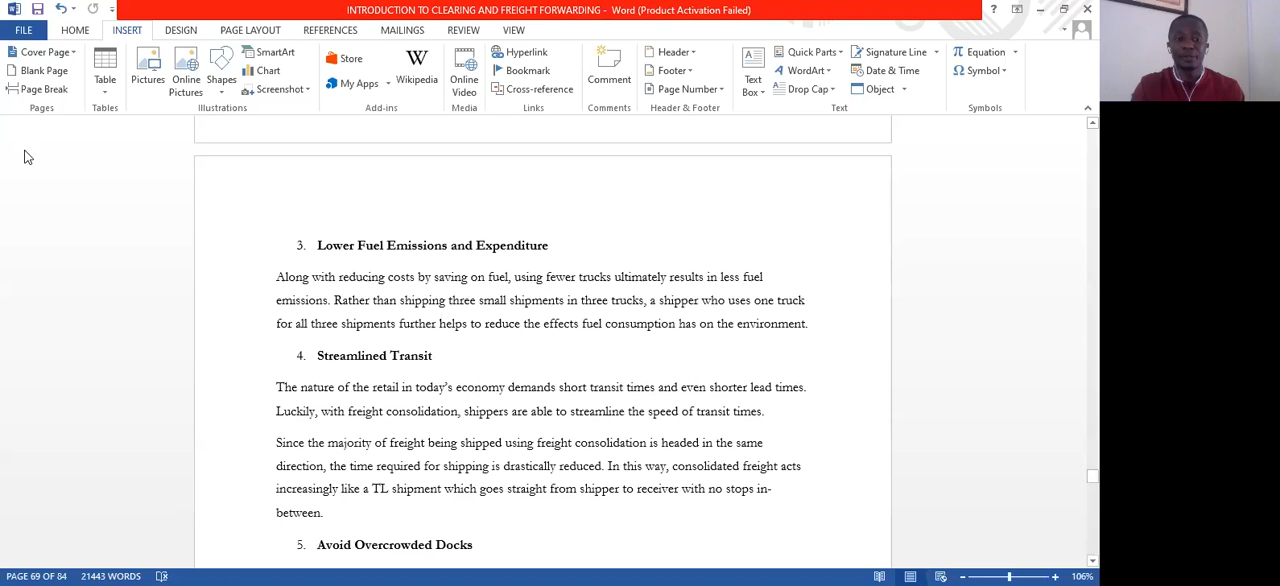 INTRODUCTION TO CLEARING AND FREIGHT FORWARDING - Word (Product Activation Failed)
?
FILE HOME INSERT DESIGN PAGE LAYOUT REFERENCES MAILINGS REVIEW VIEW
Cover Page
Blank Page
Page Break
Pages
Table
Tables
Pictures
Online
Pictures
Shapes
SmartArt
Chart
Screenshot
Illustrations
Store
My Apps
W
Wikipedia
Add-ins
Online
Video
Media
Hyperlink
Bookmark
Cross-reference
Links
Comment
Comments
Header
Footer
Page Number
Header & Footer
A
Text
Box
Quick Parts
WordArt
Drop Cap
Signature Line
Date & Time
Object
Text
π Equation
Ω Symbol
Symbols
3. Lower Fuel Emissions and Expenditure
Along with reducing costs by saving on fuel, using fewer trucks ultimately results in less fuel
emissions. Rather than shipping three small shipments in three trucks, a shipper who uses one truck
for all three shipments further helps to reduce the effects fuel consumption has on the environment.
4. Streamlined Transit
The nature of the retail in today's economy demands short transit times and even shorter lead times.
Luckily, with freight consolidation, shippers are able to streamline the speed of transit times.
Since the majority of freight being shipped using freight consolidation is headed in the same
direction, the time required for shipping is drastically reduced. In this way, consolidated freight acts
increasingly like a TL shipment which goes straight from shipper to receiver with no stops in-
between.
5. Avoid Overcrowded Docks
PAGE 69 OF 84 21443 WORDS 106%